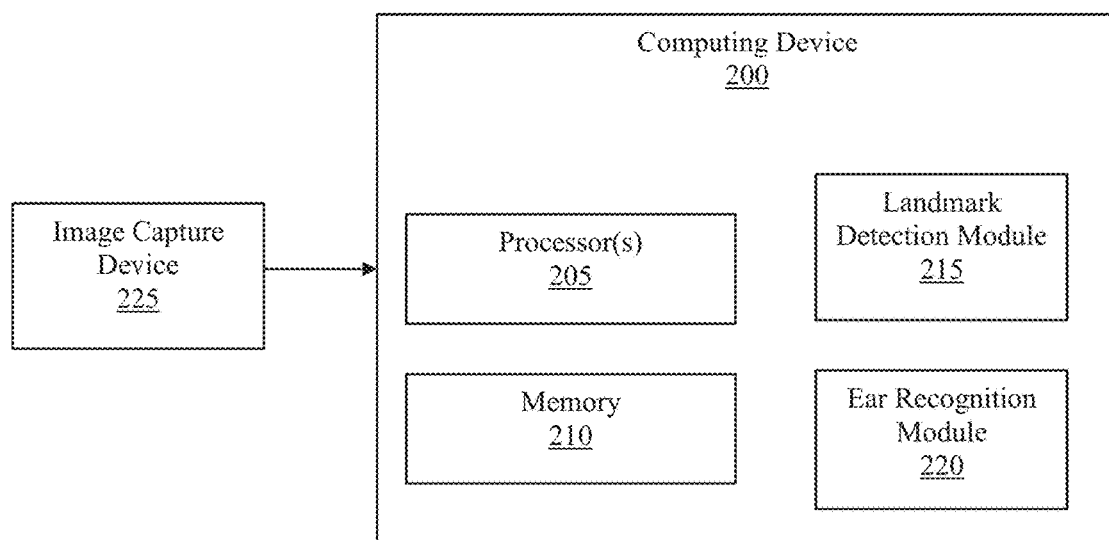 Computing Device
200
Image Capture
Device
225
Processor(s)
205
Landmark
Detection Module
215
Memory
210
Ear Recognition
Module
220